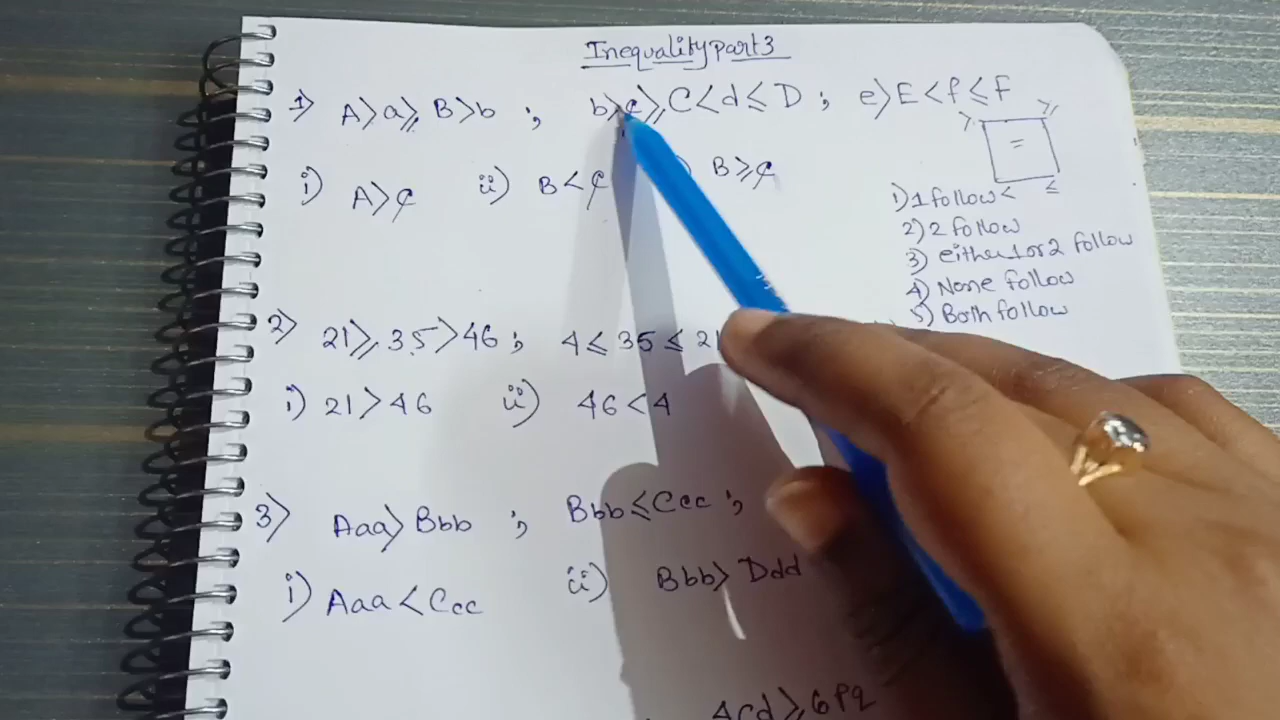 Inequality part 3
1) A>a≥B>b ; b>¢≥C<d≤D ; e>E<f≤F
> ≥
=
≤
i) A>¢ ii) B<¢ B≥¢
1) 1 follow <
2) 2 follow
3) either 1 or 2 follow
4) None follow
5) Both follow
2) 21≥35>46 ; 4≤35≤21
i) 21>46 ii) 46<4
3) Aaa>Bbb ; Bbb≤Ccc ;
i) Aaa<Ccc ii) Bbb>Ddd
4cd≥6Pq